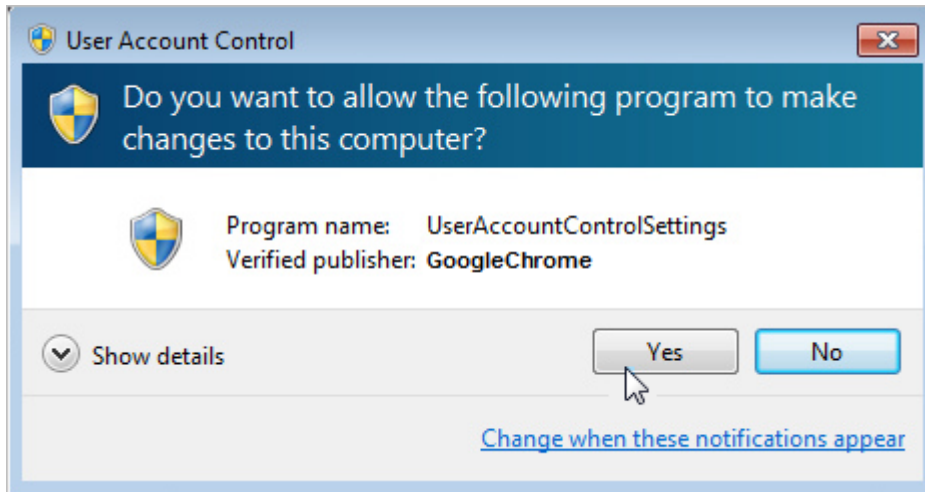 User Account Control
Do you want to allow the following program to make
changes to this computer?
Program name: UserAccountControlSettings
Verified publisher: GoogleChrome
Show details
Yes
No
Change when these notifications appear